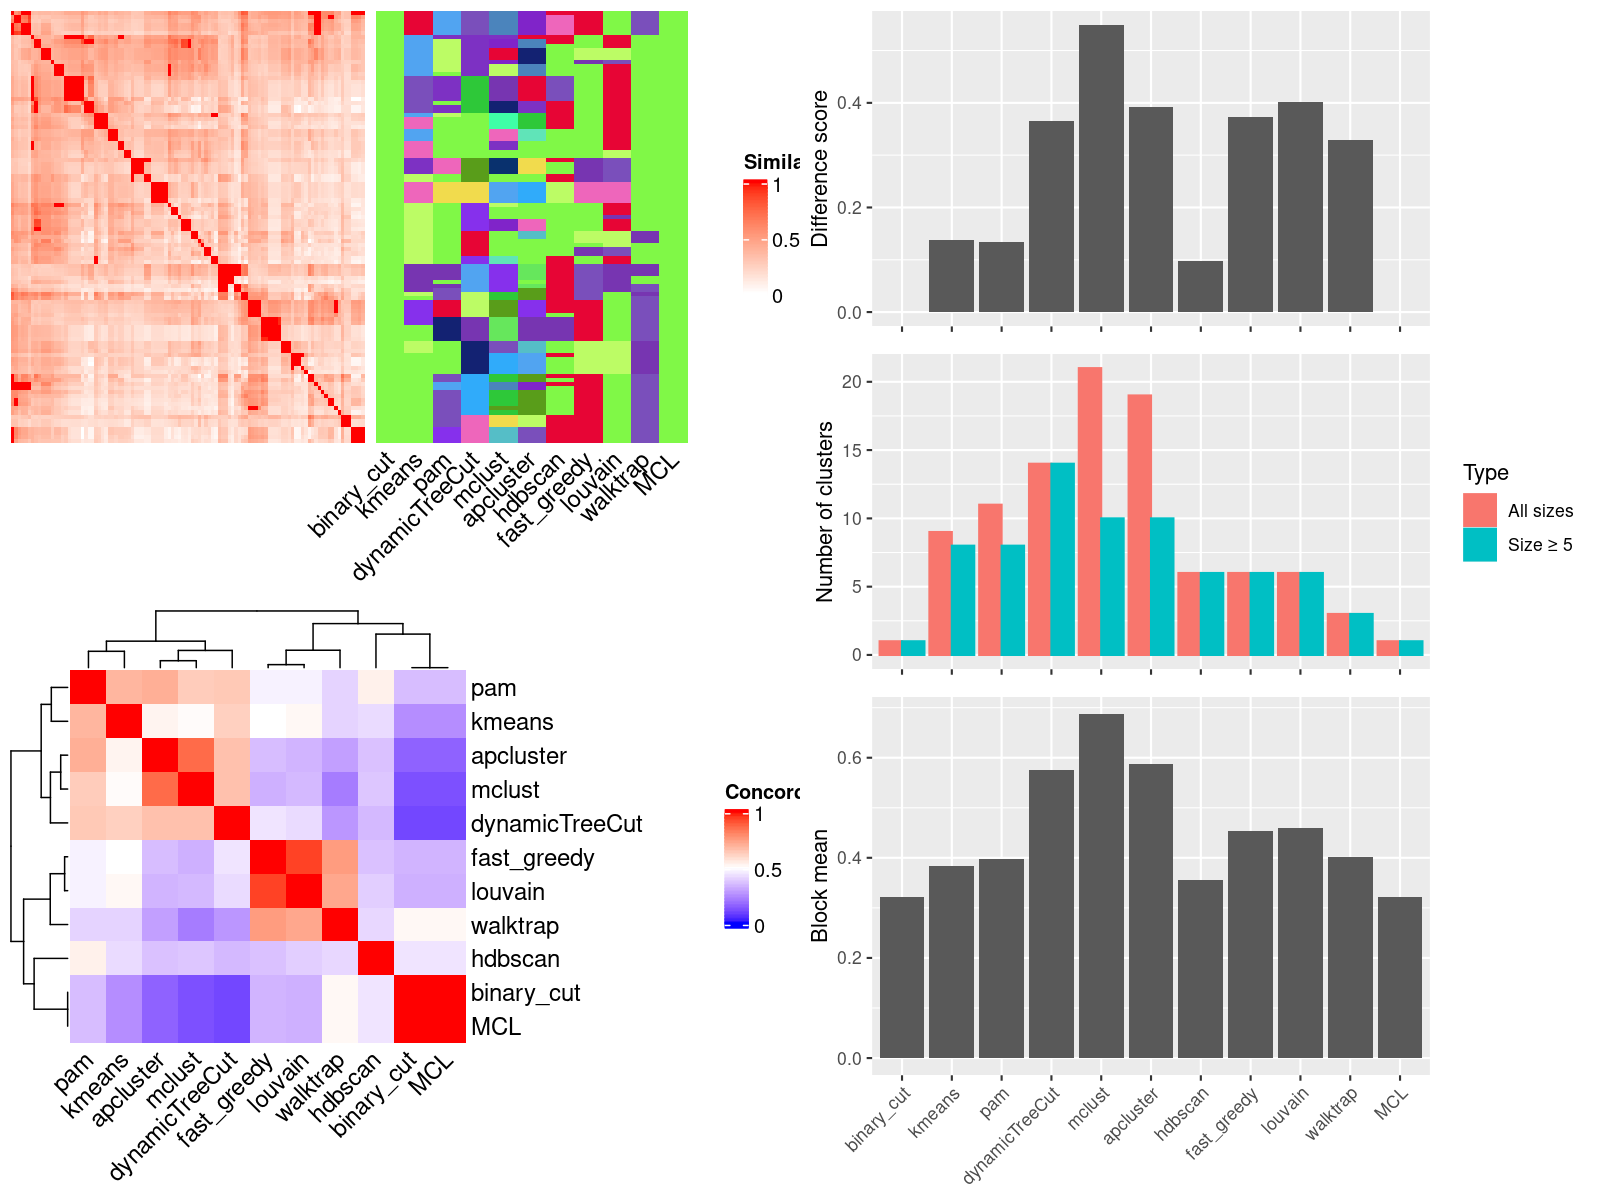 Simila
1
0.5
0
binary_cut
kmeans
pam
dynamicTreeCut
mclust
apcluster
hdbscan
fast_greedy
louvain
walktrap
MCL
pam
kmeans
apcluster
mclust
dynamicTreeCut
fast_greedy
louvain
walktrap
hdbscan
binary_cut
MCL
Concord
1
0.5
0
pam
kmeans
apcluster
mclust
dynamicTreeCut
fast_greedy
louvain
walktrap
hdbscan
binary_cut
MCL
Difference score
0.4
0.2
0.0
Number of clusters
20
15
10
5
0
Type
All sizes
Size ≥ 5
Block mean
0.6
0.4
0.2
0.0
binary_cut
kmeans
pam
dynamicTreeCut
mclust
apcluster
hdbscan
fast_greedy
louvain
walktrap
MCL